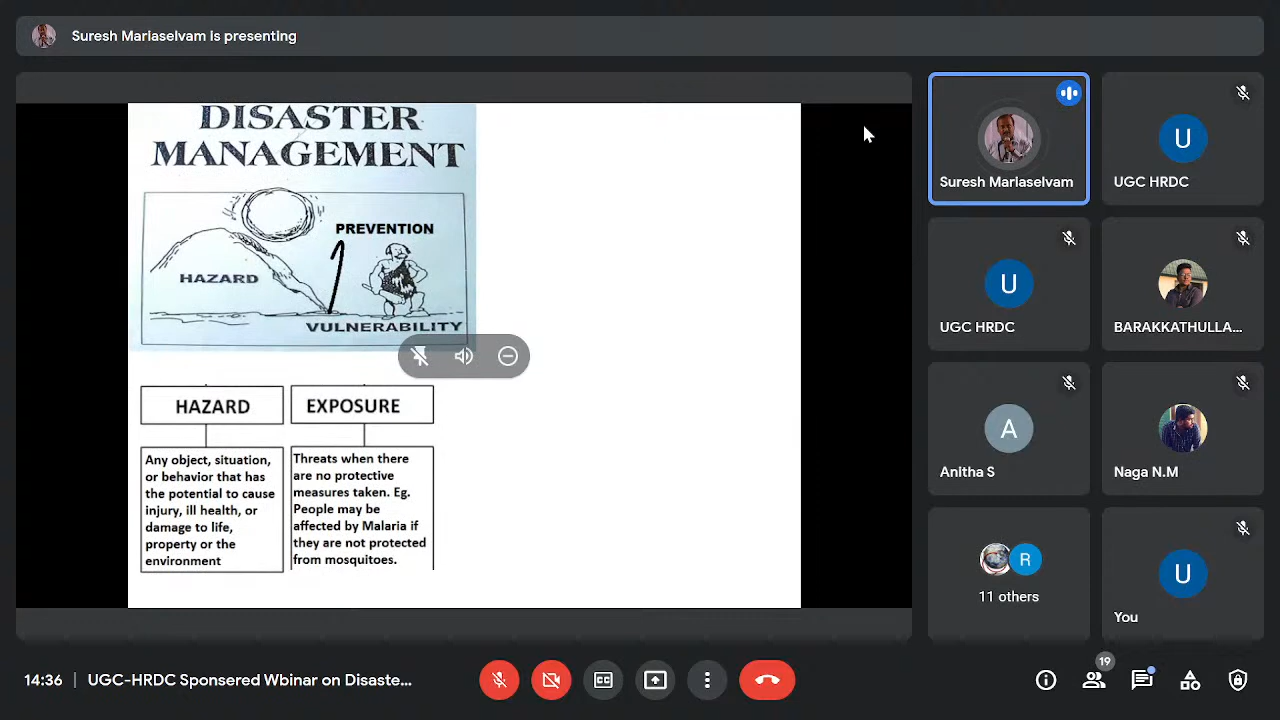 Suresh Mariaselvam is presenting
DISASTER
MANAGEMENT
PREVENTION
HAZARD
VULNERABILITY
HAZARD
Any object, situation,
or behavior that has
the potential to cause
injury, ill health, or
damage to life,
property or the
environment
EXPOSURE
Threats when there
are no protective
measures taken. Eg.
People may be
affected by Malaria if
they are not protected
from mosquitoes.
Suresh Mariaselvam
U
UGC HRDC
U
UGC HRDC
BARAKKATHULLA...
A
Anitha S
Naga N.M
R
11 others
U
You
14:36 | UGC-HRDC Sponsered Wbinar on Disaste...
CC
19